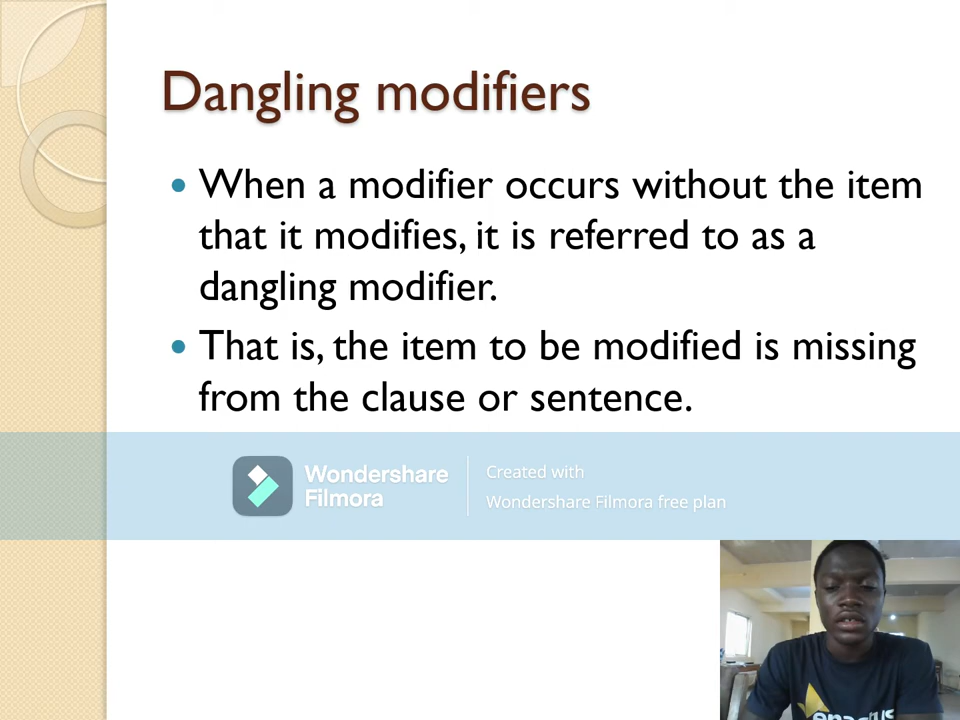 Dangling modifiers
• When a modifier occurs without the item
that it modifies, it is referred to as a
dangling modifier.
• That is, the item to be modified is missing
from the clause or sentence.
Wondershare
Filmora
Created with
Wondershare Filmora free plan